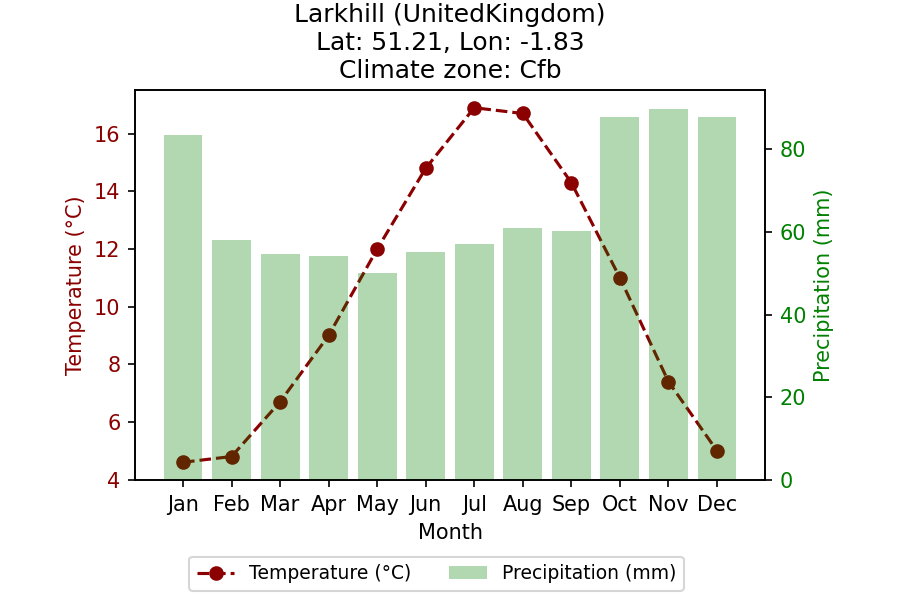 Larkhill (UnitedKingdom)
Lat: 51.21, Lon: -1.83
Climate zone: Cfb
Temperature (°C)
16
14
12
10
8
6
4
80
60
40
20
0
Precipitation (mm)
Jan Feb Mar Apr May Jun Jul Aug Sep Oct Nov Dec
Month
Temperature (°C) Precipitation (mm)